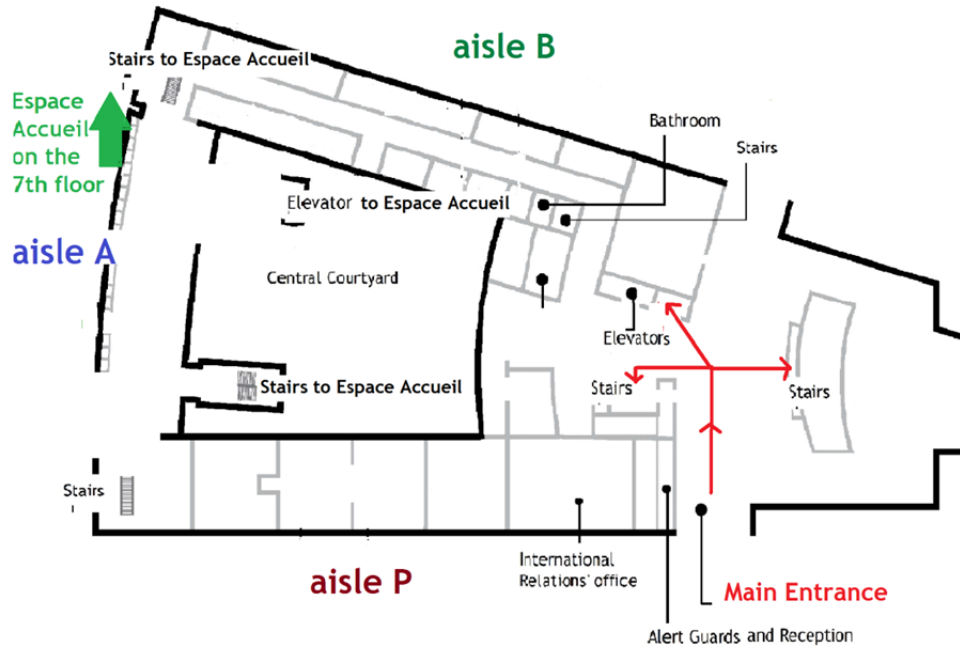 aisle B
Stairs to Espace Accueil
Espace
Accueil
on the
7th floor
Bathroom
Stairs
Elevator to Espace Accueil
aisle A
Central Courtyard
Elevators
Stairs to Espace Accueil
Stairs
Stairs
Stairs
International
Relations' office
aisle P
Main Entrance
Alert Guards and Reception